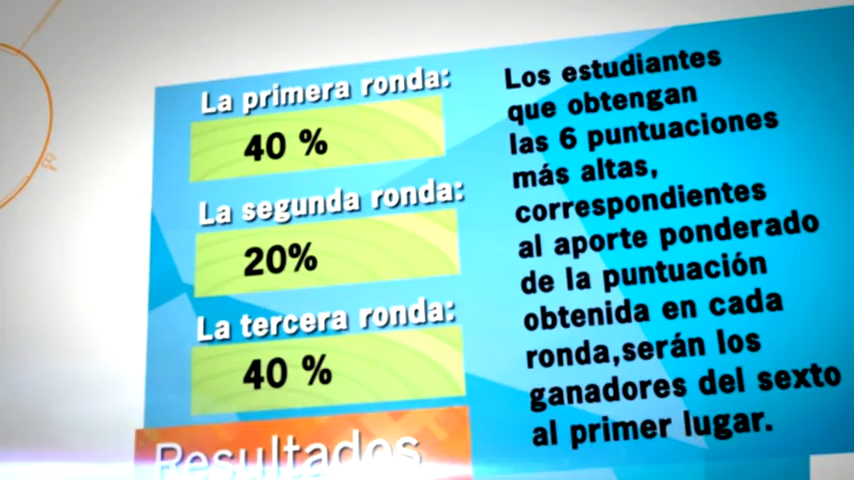 La primera ronda:
40 %
La segunda ronda:
20%
La tercera ronda:
40 %
Resultados
Los estudiantes
que obtengan
las 6 puntuaciones
más altas,
correspondientes
al aporte ponderado
de la puntuación
obtenida en cada
ronda,serán los
ganadores del sexto
al primer lugar.